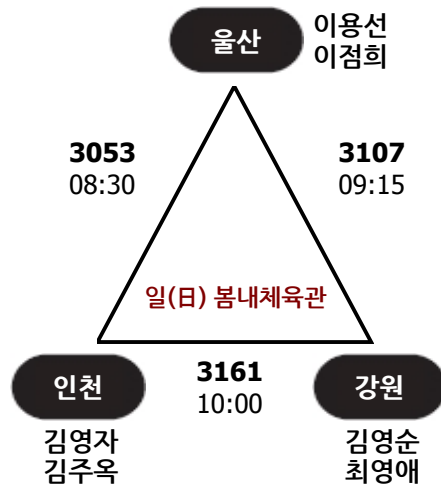 울산
이용선
이점희
3053
08:30
3107
09:15
일(日) 봄내체육관
인천
3161
10:00
강원
김영자
김주옥
김영순
최영애